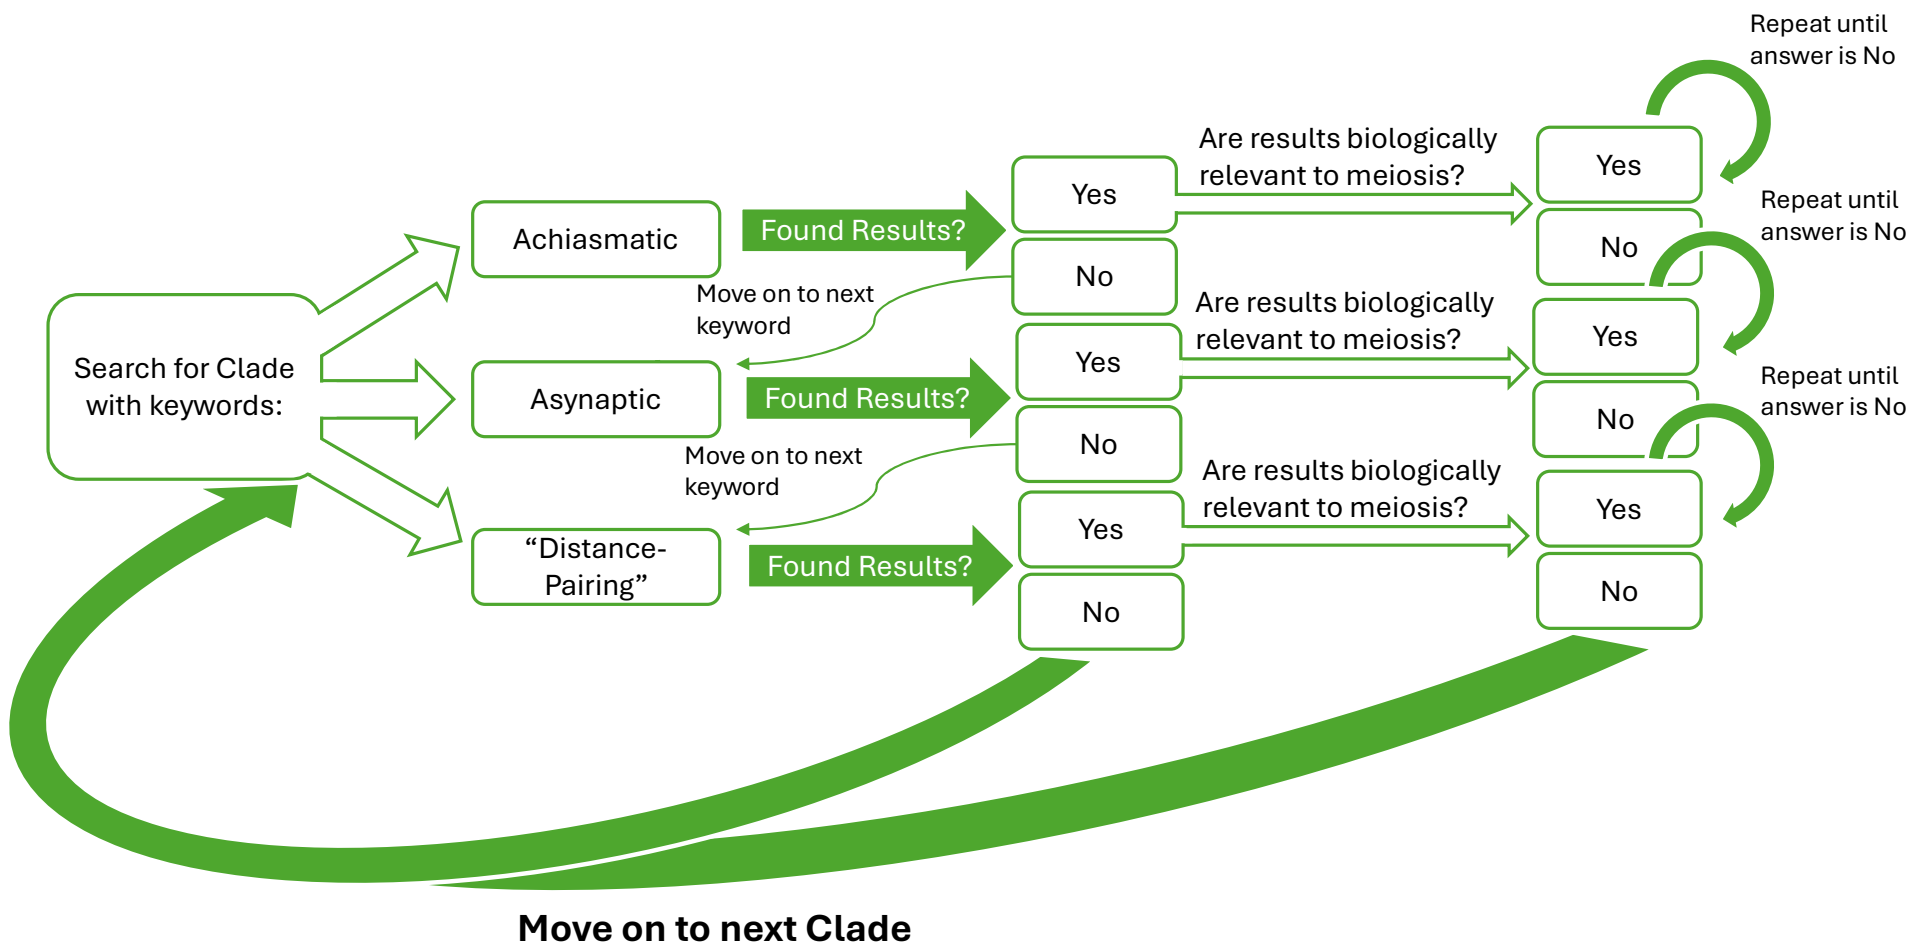 Repeat until
answer is No
Are results biologically
relevant to meiosis?
Yes
No
Achiasmatic
Found Results?
Yes
No
Move on to next
keyword
Repeat until
answer is No
Search for Clade
with keywords:
Asynaptic
Found Results?
Yes
No
Are results biologically
relevant to meiosis?
Yes
No
Move on to next
keyword
Repeat until
answer is No
“Distance-
Pairing”
Found Results?
Yes
No
Are results biologically
relevant to meiosis?
Yes
No
Move on to next Clade